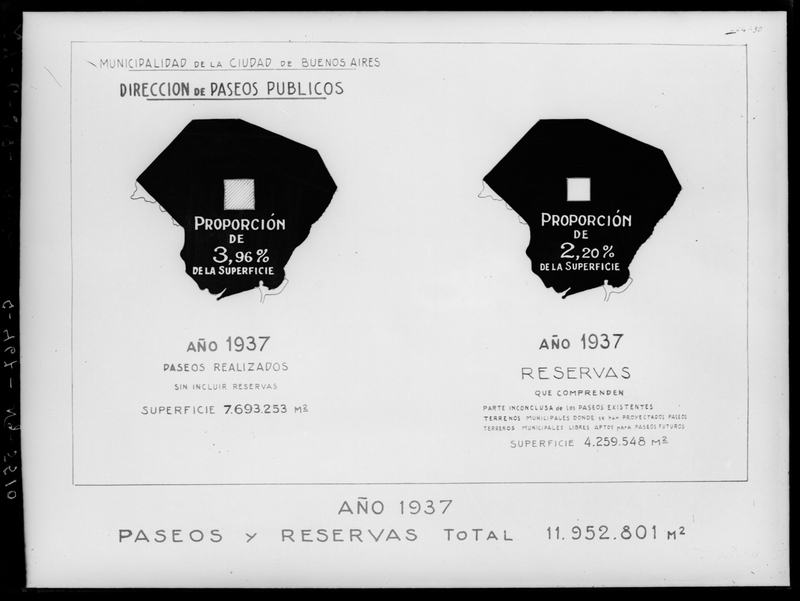 MUNICIPALIDAD DE LA CIUDAD DE BUENOS AIRES
DIRECCION DE PASEOS PUBLICOS
PROPORCIÓN
DE
3,96%
DE LA SUPERFICIE
AÑO 1937
PASEOS REALIZADOS
SIN INCLUIR RESERVAS
SUPERFICIE 7.693.253 M2
PROPORCIÓN
DE
2,20%
DE LA SUPERFICIE
AÑO 1937
RESERVAS
QUE COMPRENDEN
PARTE INCONCLUSA de los PASEOS EXISTENTES
TERRENOS MUNICIPALES DONDE se han PROYECTADOS PASEOS
TERRENOS MUNICIPALES LIBRES APTOS para PASEOS FUTUROS
SUPERFICIE 4.259.548 M2
AÑO 1937
PASEOS Y RESERVAS TOTAL 11.952.801 M2